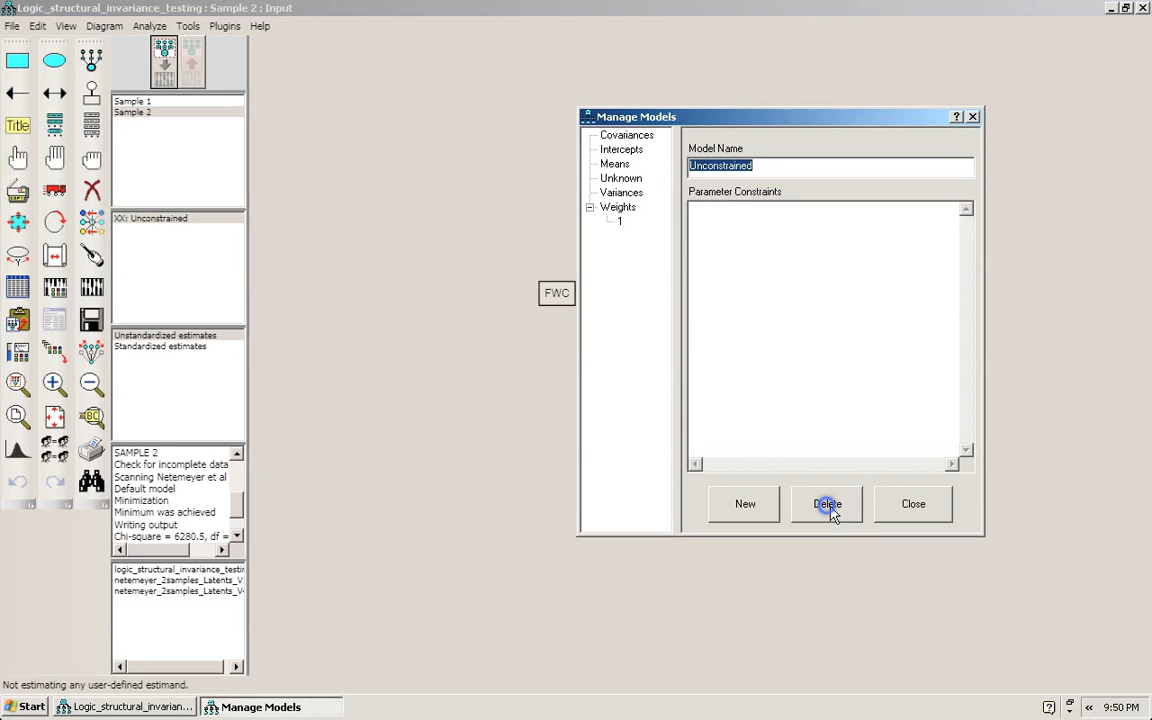 Logic_structural_invariance_testing : Sample 2 : Input
File Edit View Diagram Analyze Tools Plugins Help
Title
Sample 1
Sample 2
XX: Unconstrained
Unstandardized estimates
Standardized estimates
SAMPLE 2
Check for incomplete data
Scanning Netemeyer et al
Default model
Minimization
Minimum was achieved
Writing output
Chi-square = 6280.5, df =
logic_structural_invariance_testi
netemeyer_2samples_Latents_V
netemeyer_2samples_Latents_V
FWC
Manage Models
Covariances
Intercepts
Means
Unknown
Variances
Weights
1
Model Name
Unconstrained
Parameter Constraints
New Delete Close
Not estimating any user-defined estimand.
Start Logic_structural_invarian... Manage Models 9:50 PM